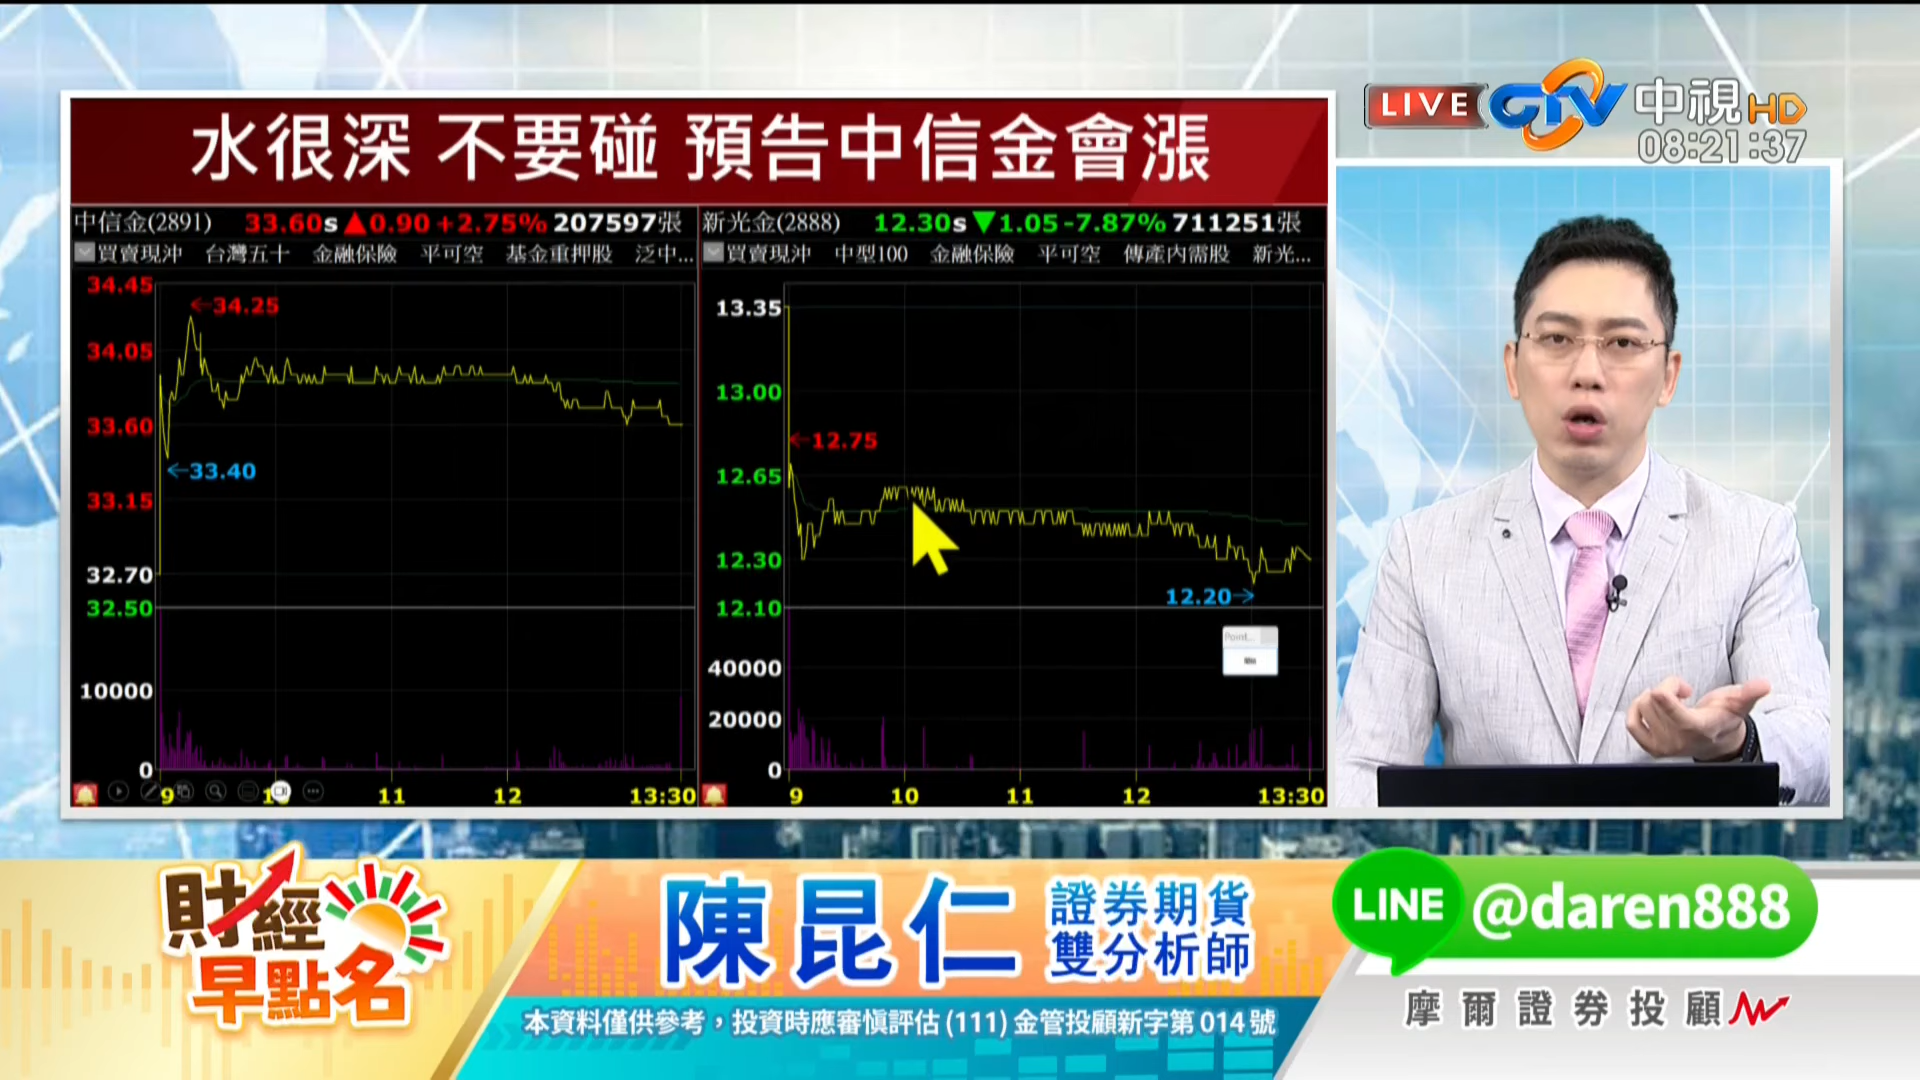 水很深 不要碰 預告中信金會漲
LIVE CTV 中視HD
08:21:37
中信金(2891) 33.60s▲0.90+2.75% 207597張
買賣現沖 台灣五十 金融保險 平可空 基金重押股 泛中...
34.45
←34.25
34.05
33.60
←33.40
33.15
32.70
32.50
10000
0
9 10 11 12 13:30
新光金(2888) 12.30s▼1.05-7.87% 711251張
買賣現沖 中型100 金融保險 平可空 傳產內需股 新光...
13.35
13.00
←12.75
12.65
12.30
12.20→
12.10
Point...
40000
20000
0
9 10 11 12 13:30
財經
早點名
陳昆仁
證券期貨
雙分析師
LINE @daren888
摩爾證券投顧
本資料僅供參考，投資時應審慎評估 (111) 金管投顧新字第 014 號